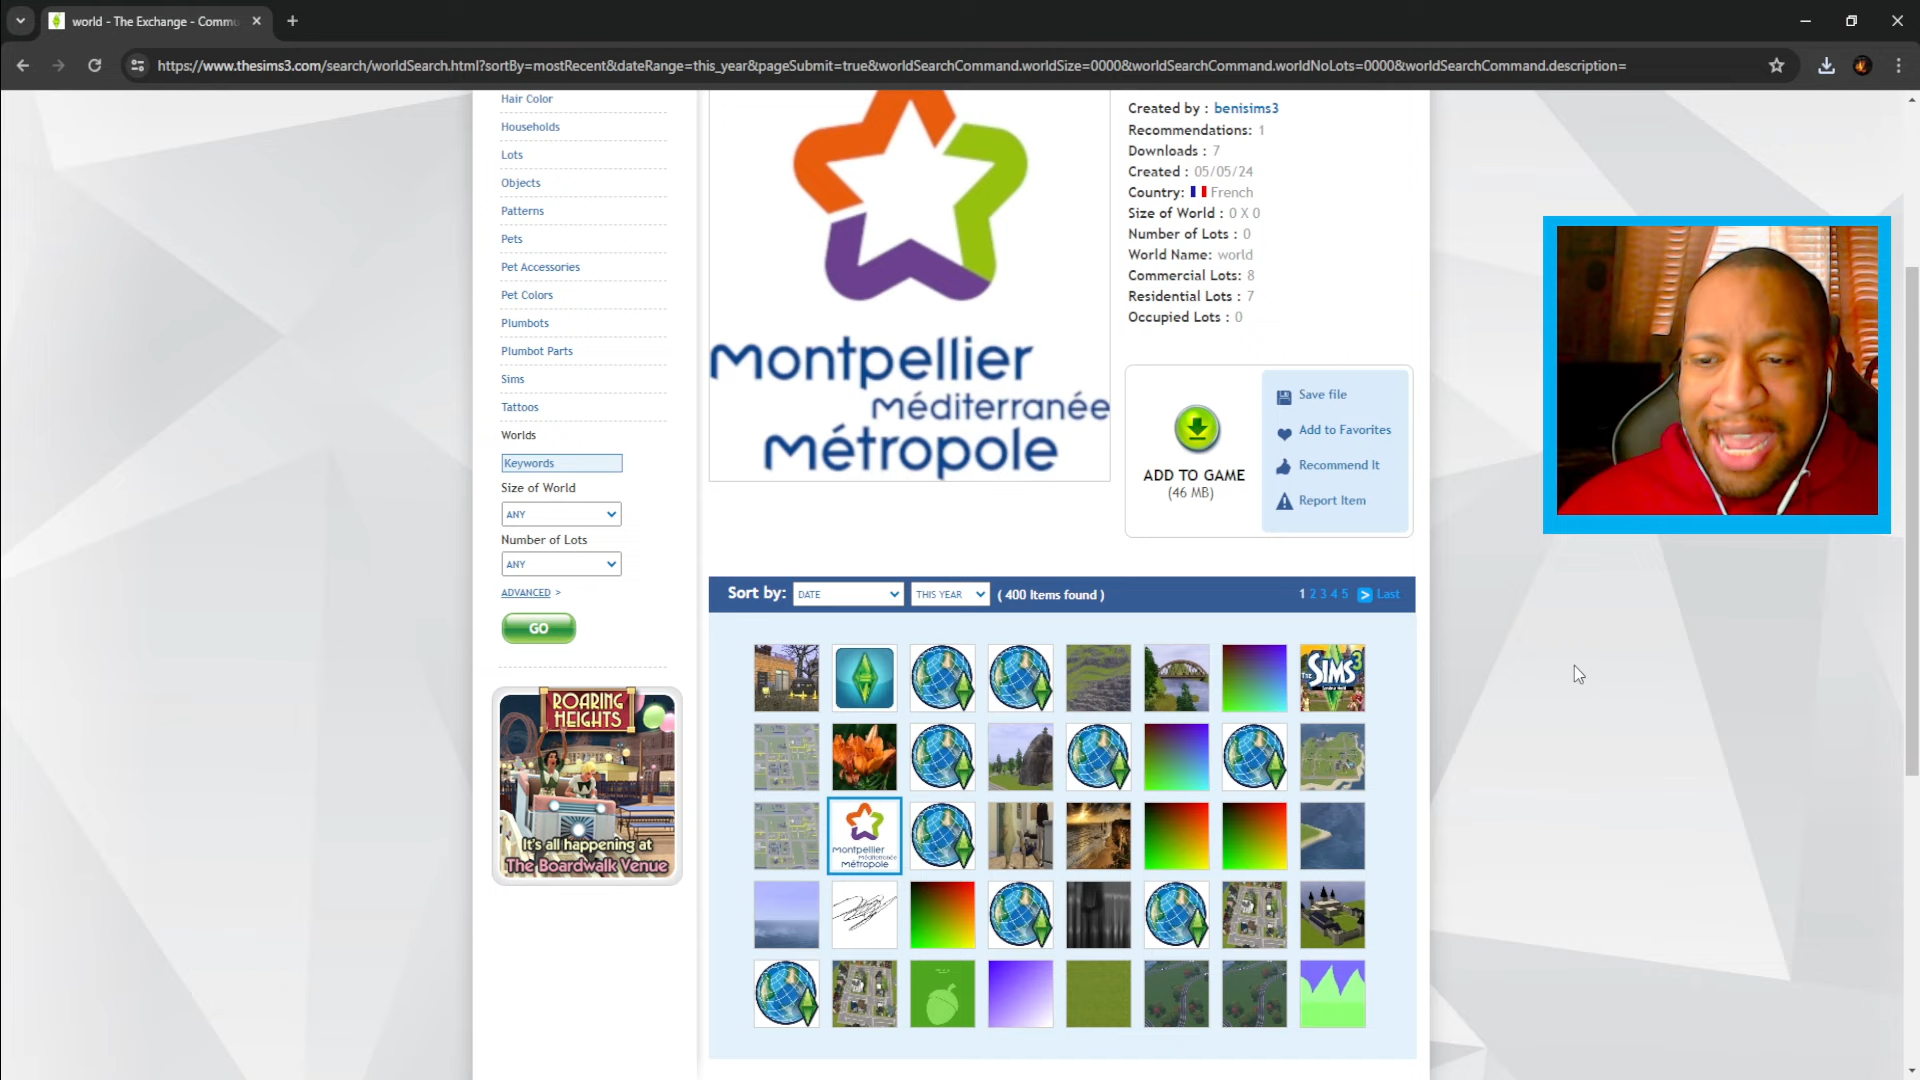 world - The Exchange - Commu
https://www.thesims3.com/search/worldSearch.html?sortBy=mostRecent&dateRange=this_year&pageSubmit=true&worldSearchCommand.worldSize=0000&worldSearchCommand.worldNoLots=0000&worldSearchCommand.description=
Hair Color
Households
Lots
Objects
Patterns
Pets
Pet Accessories
Pet Colors
Plumbots
Plumbot Parts
Sims
Tattoos
Worlds
Keywords
Size of World
ANY
Number of Lots
ANY
ADVANCED >
GO
ROARING
HEIGHTS
It's all happening at
The Boardwalk Venue
montpellier
méditerranée
métropole
Created by : benisims3
Recommendations: 1
Downloads : 7
Created : 05/05/24
Country: French
Size of World : 0 X 0
Number of Lots : 0
World Name: world
Commercial Lots: 8
Residential Lots : 7
Occupied Lots : 0
ADD TO GAME
(46 MB)
Save file
Add to Favorites
Recommend It
Report Item
Sort by: DATE THIS YEAR ( 400 Items found ) 1 2 3 4 5 > Last
THE SIMS 3
montpellier
méditerranée
métropole